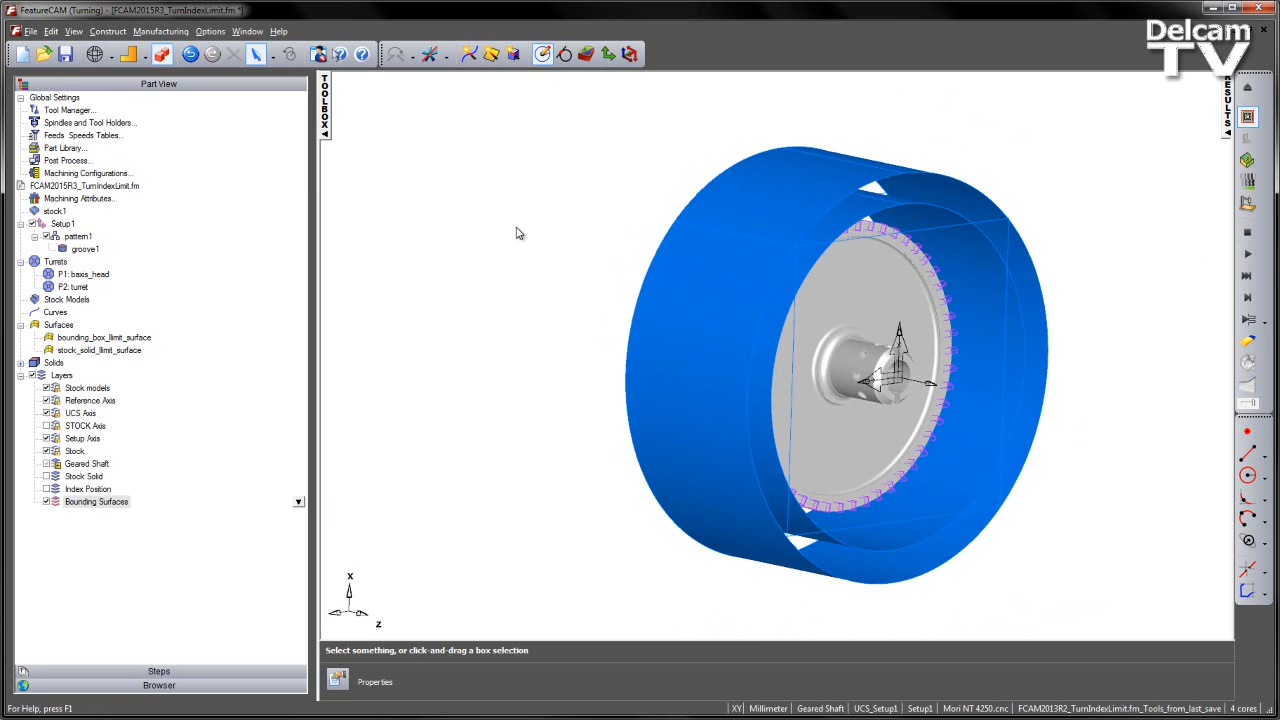 FeatureCAM (Turning) - [FCAM2015R3_TurnIndexLimit.fm *]
File Edit View Construct Manufacturing Options Window Help
Delcam
TV
Part View
TOOLBOX
RESULTS
Global Settings
Tool Manager...
Spindles and Tool Holders...
Feeds Speeds Tables...
Part Library...
Post Process...
Machining Configurations...
FCAM2015R3_TurnIndexLimit.fm
Machining Attributes...
stock1
Setup1
pattern1
groove1
Turrets
P1: baxis_head
P2: turret
Stock Models
Curves
Surfaces
bounding_box_llimit_surface
stock_solid_llimit_surface
Solids
Layers
Stock models
Reference Axis
UCS Axis
STOCK Axis
Setup Axis
Stock
Geared Shaft
Stock Solid
Index Position
Bounding Surfaces
X
Z
Select something, or click-and-drag a box selection
Steps
Properties
Browser
For Help, press F1
XY Millimeter Geared Shaft UCS_Setup1 Setup1 Mori NT 4250.cnc FCAM2013R2_TurnIndexLimit.fm_Tools_from_last_save 4 cores